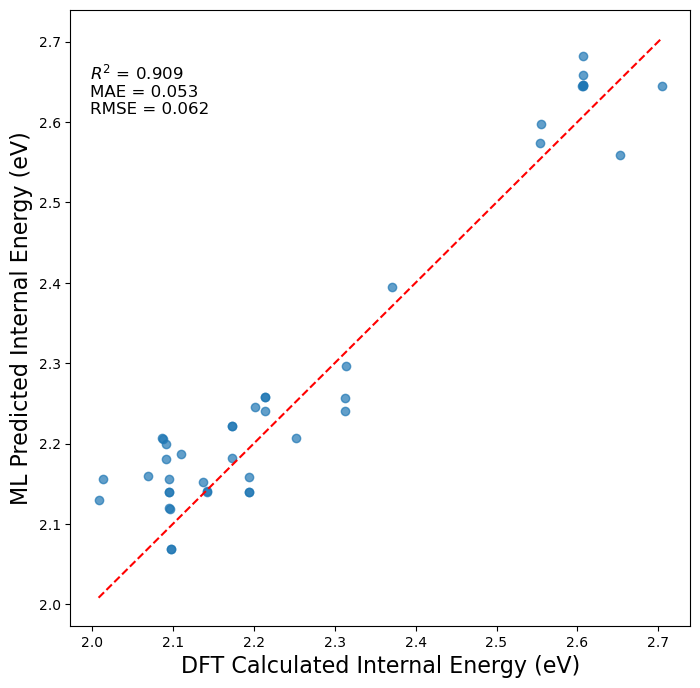 R² = 0.909
MAE = 0.053
RMSE = 0.062
ML Predicted Internal Energy (eV)
2.7
2.6
2.5
2.4
2.3
2.2
2.1
2.0
2.0 2.1 2.2 2.3 2.4 2.5 2.6 2.7
DFT Calculated Internal Energy (eV)